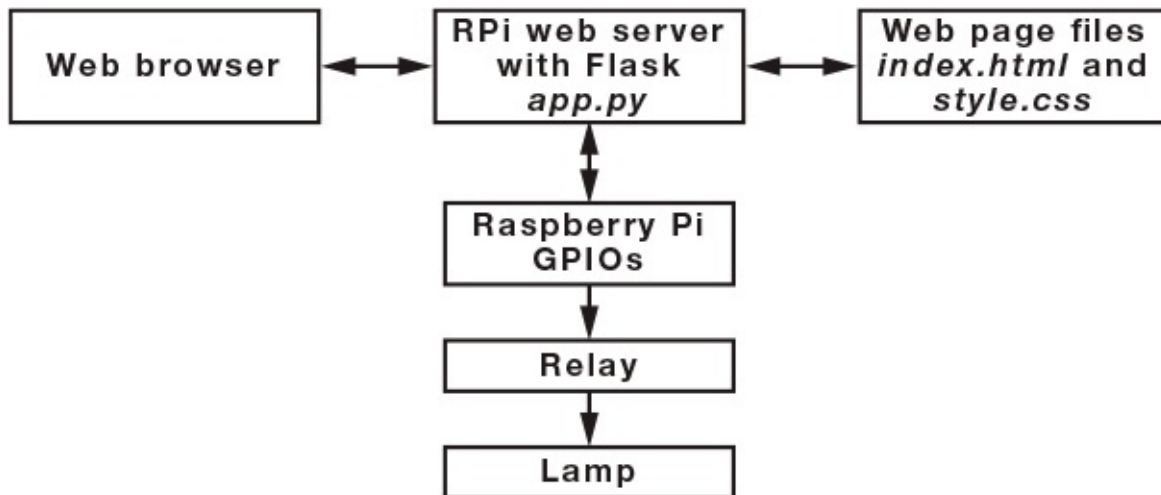 Web browser
RPi web server
with Flask
app.py
Web page files
index.html and
style.css
Raspberry Pi
GPIOs
Relay
Lamp